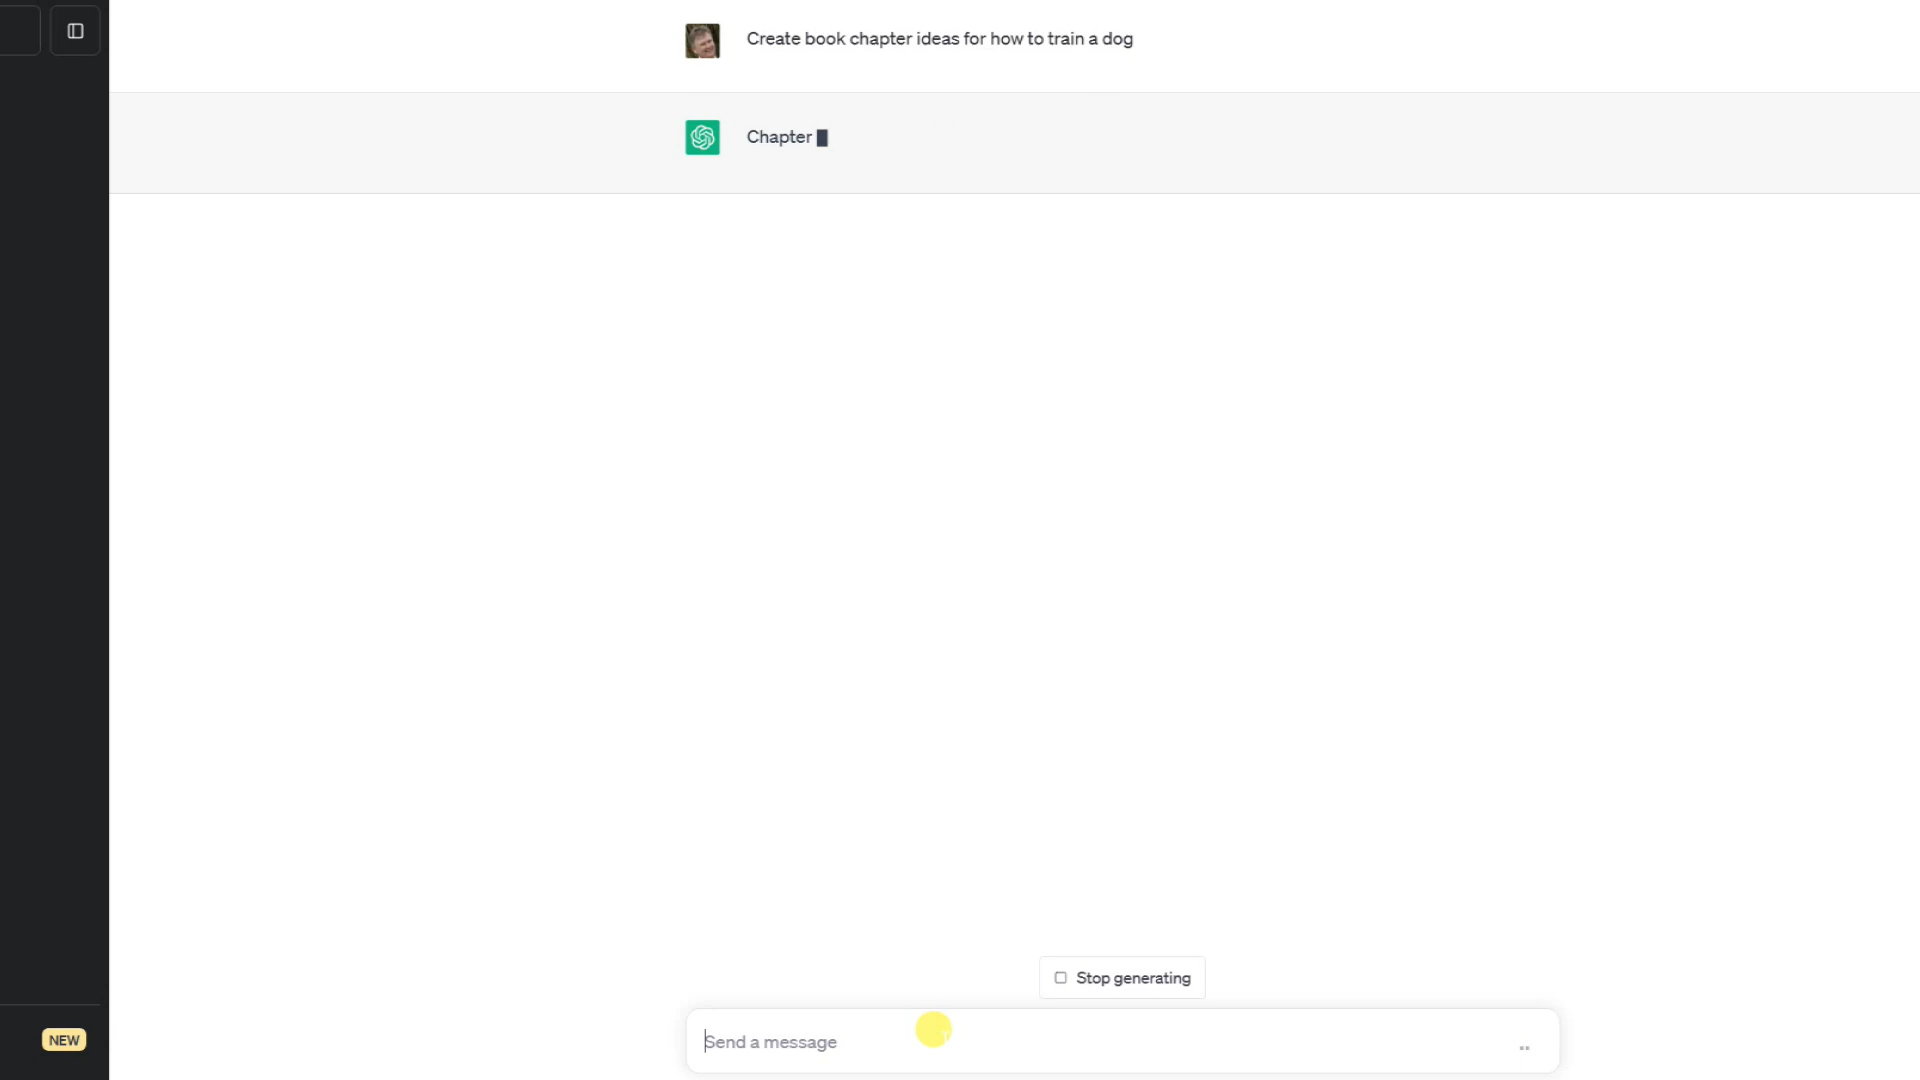 Create book chapter ideas for how to train a dog
Chapter
Stop generating
Send a message
NEW